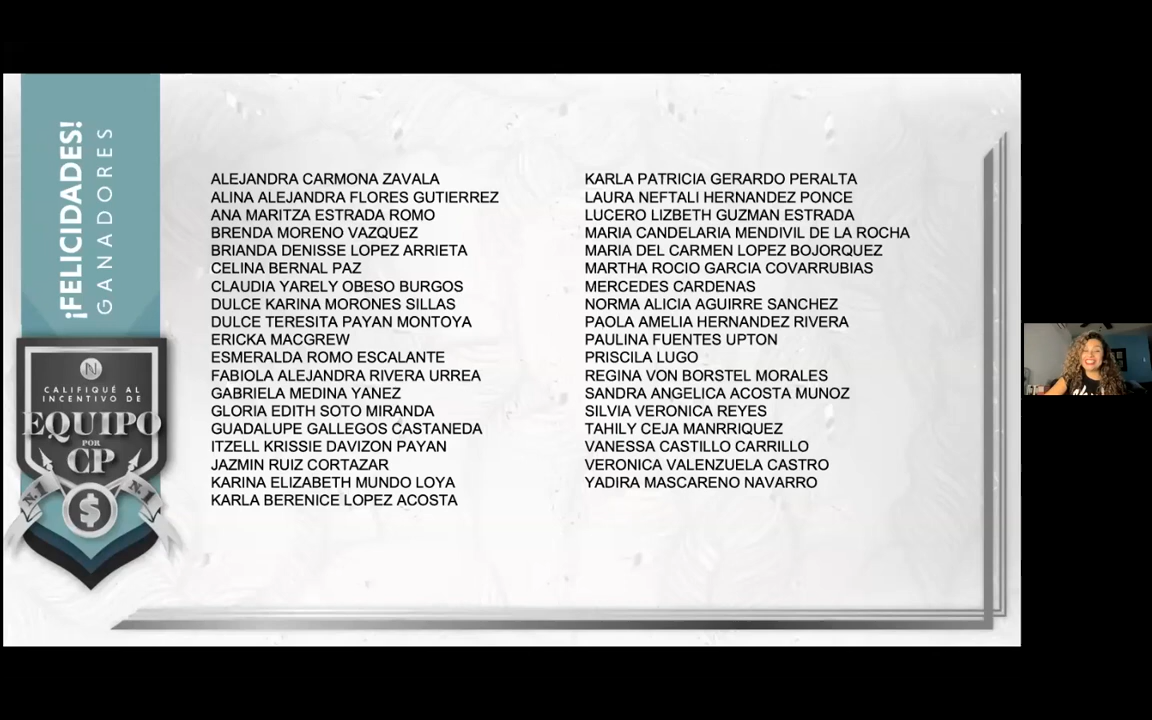 ¡FELICIDADES!
GANADORES
N
CALIFIQUÉ AL
INCENTIVO DE
EQUIPO
POR
CP
N.1
N.1
$
ALEJANDRA CARMONA ZAVALA
ALINA ALEJANDRA FLORES GUTIERREZ
ANA MARITZA ESTRADA ROMO
BRENDA MORENO VAZQUEZ
BRIANDA DENISSE LOPEZ ARRIETA
CELINA BERNAL PAZ
CLAUDIA YARELY OBESO BURGOS
DULCE KARINA MORONES SILLAS
DULCE TERESITA PAYAN MONTOYA
ERICKA MACGREW
ESMERALDA ROMO ESCALANTE
FABIOLA ALEJANDRA RIVERA URREA
GABRIELA MEDINA YANEZ
GLORIA EDITH SOTO MIRANDA
GUADALUPE GALLEGOS CASTANEDA
ITZELL KRISSIE DAVIZON PAYAN
JAZMIN RUIZ CORTAZAR
KARINA ELIZABETH MUNDO LOYA
KARLA BERENICE LOPEZ ACOSTA
KARLA PATRICIA GERARDO PERALTA
LAURA NEFTALI HERNANDEZ PONCE
LUCERO LIZBETH GUZMAN ESTRADA
MARIA CANDELARIA MENDIVIL DE LA ROCHA
MARIA DEL CARMEN LOPEZ BOJORQUEZ
MARTHA ROCIO GARCIA COVARRUBIAS
MERCEDES CARDENAS
NORMA ALICIA AGUIRRE SANCHEZ
PAOLA AMELIA HERNANDEZ RIVERA
PAULINA FUENTES UPTON
PRISCILA LUGO
REGINA VON BORSTEL MORALES
SANDRA ANGELICA ACOSTA MUNOZ
SILVIA VERONICA REYES
TAHILY CEJA MANRRIQUEZ
VANESSA CASTILLO CARRILLO
VERONICA VALENZUELA CASTRO
YADIRA MASCARENO NAVARRO